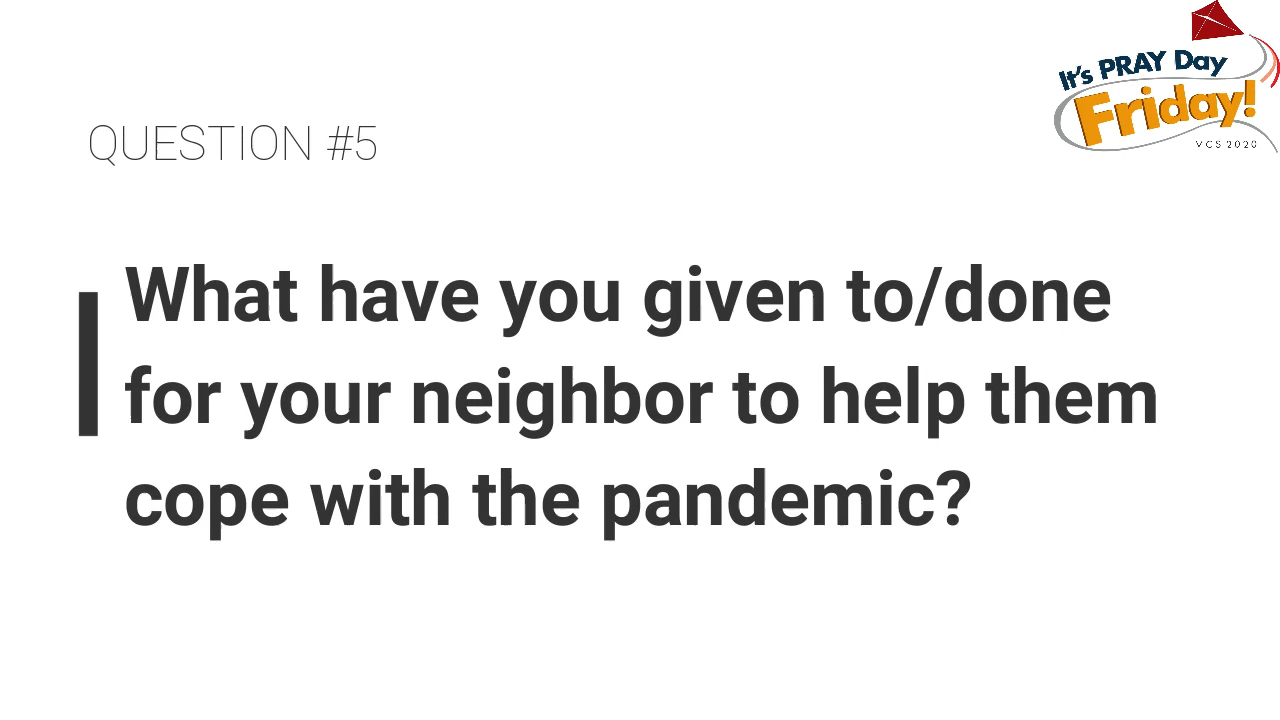 It's PRAY Day
Friday!
VCS 2020
QUESTION #5
What have you given to/done
for your neighbor to help them
cope with the pandemic?